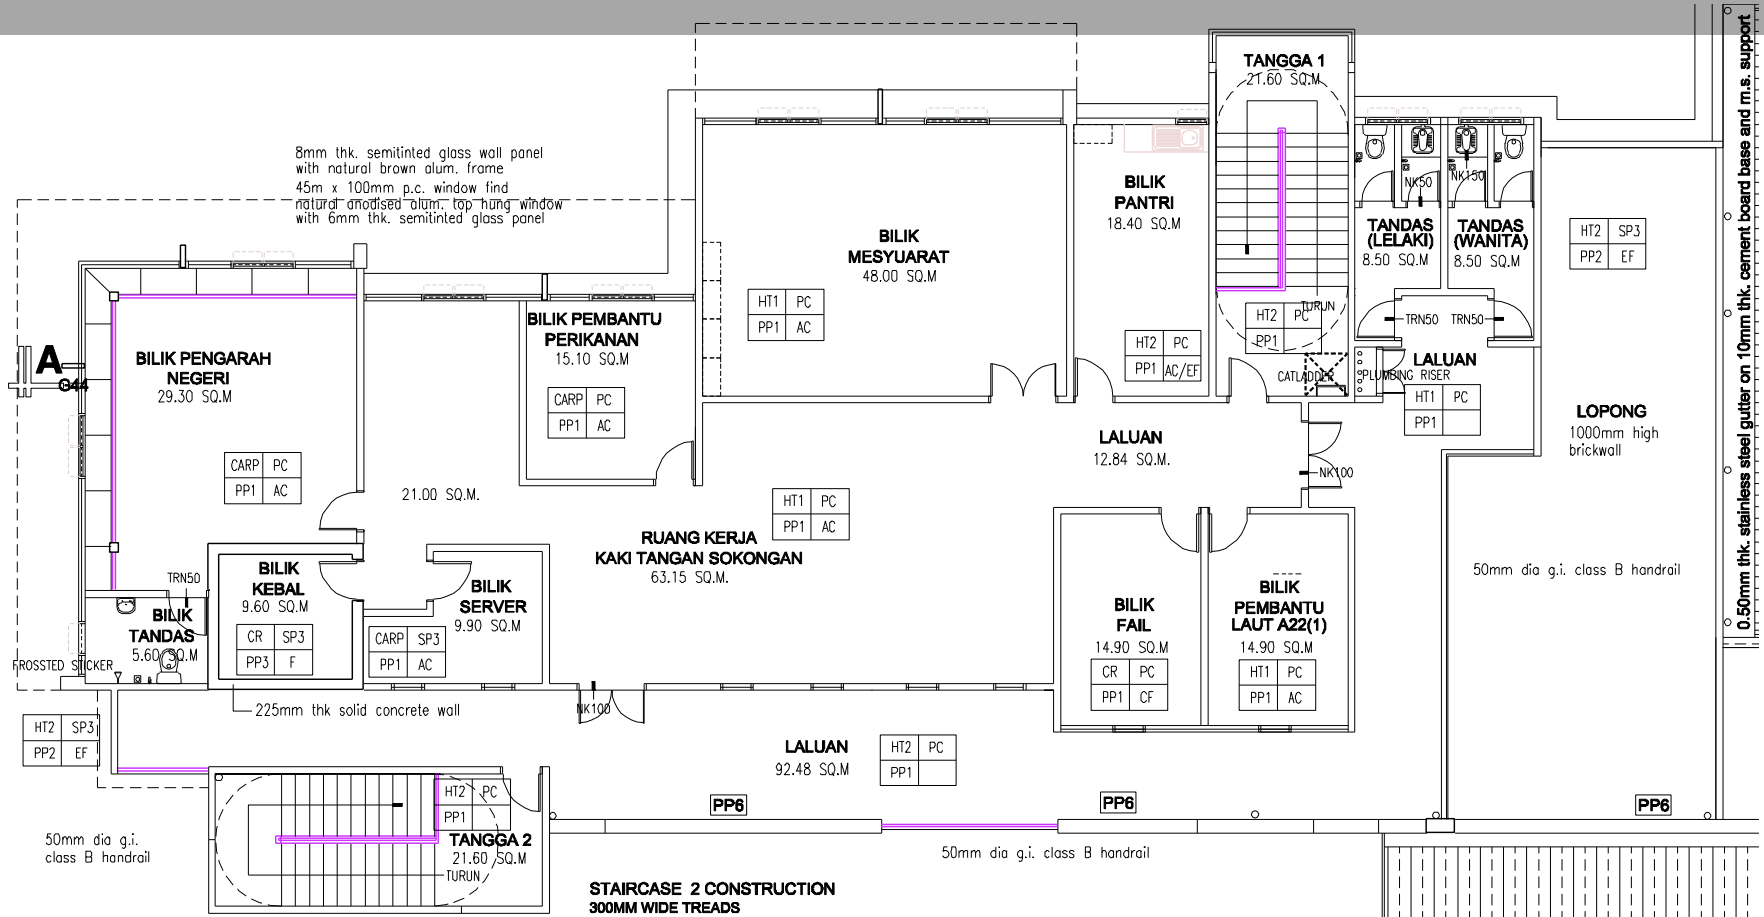 TANGGA 1
21.60 SQ.M
8mm thk. semitinted glass wall panel
with natural brown alum. frame
45m x 100mm p.c. window find
natural anodised alum. top hung window
with 6mm thk. semitinted glass panel
BILIK
PANTRI
18.40 SQ.M
NK50
NK150
TANDAS
(LELAKI)
8.50 SQ.M
TANDAS
(WANITA)
8.50 SQ.M
HT2 SP3
PP2 EF
0.50mm thk. stainless steel gutter on 10mm thk. cement board base and m.s. support
BILIK
MESYUARAT
48.00 SQ.M
HT1 PC
PP1 AC
BILIK PEMBANTU
PERIKANAN
15.10 SQ.M
CARP PC
PP1 AC
HT2 PC
PP1
TURUN
TRN50
TRN50
HT2 PC
PP1 AC/EF
A
BILIK PENGARAH
NEGERI
29.30 SQ.M
CARP PC
PP1 AC
CATLADDER
PLUMBING RISER
LALUAN
HT1 PC
PP1
LOPONG
1000mm high
brickwall
LALUAN
12.84 SQ.M.
NK100
21.00 SQ.M.
HT1 PC
PP1 AC
RUANG KERJA
KAKI TANGAN SOKONGAN
63.15 SQ.M.
TRN50
BILIK
KEBAL
9.60 SQ.M
CR SP3
PP3 F
BILIK
SERVER
9.90 SQ.M
CARP SP3
PP1 AC
BILIK
TANDAS
5.60 SQ.M
FROSSTED STICKER
BILIK
FAIL
14.90 SQ.M
CR PC
PP1 CF
BILIK
PEMBANTU
LAUT A22(1)
14.90 SQ.M
HT1 PC
PP1 AC
50mm dia g.i. class B handrail
225mm thk solid concrete wall
NK100
HT2 SP3
PP2 EF
LALUAN
92.48 SQ.M
HT2 PC
PP1
PP6
PP6
PP6
HT2 PC
PP1
TANGGA 2
21.60 SQ.M
TURUN
50mm dia g.i.
class B handrail
50mm dia g.i. class B handrail
STAIRCASE 2 CONSTRUCTION
300MM WIDE TREADS